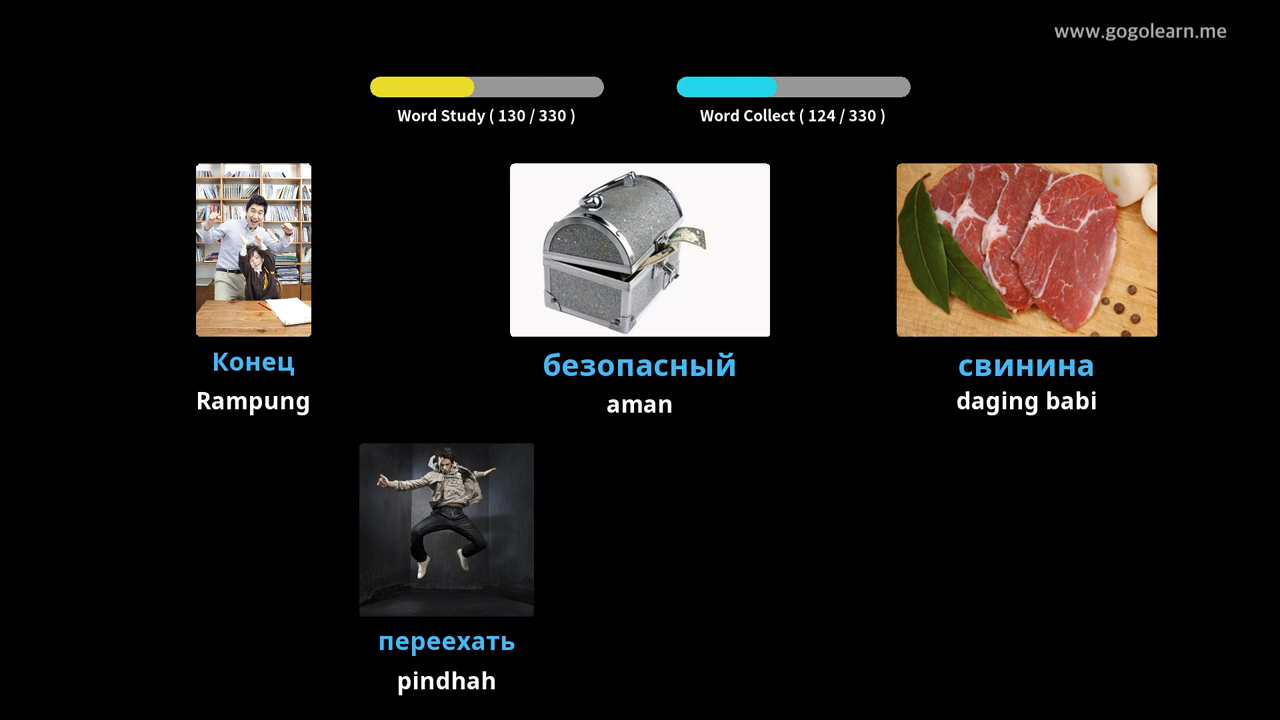 www.gogolearn.me
Word Study ( 130 / 330 )
Word Collect ( 124 / 330 )
Конец
Rampung
безопасный
aman
свинина
daging babi
переехать
pindhah